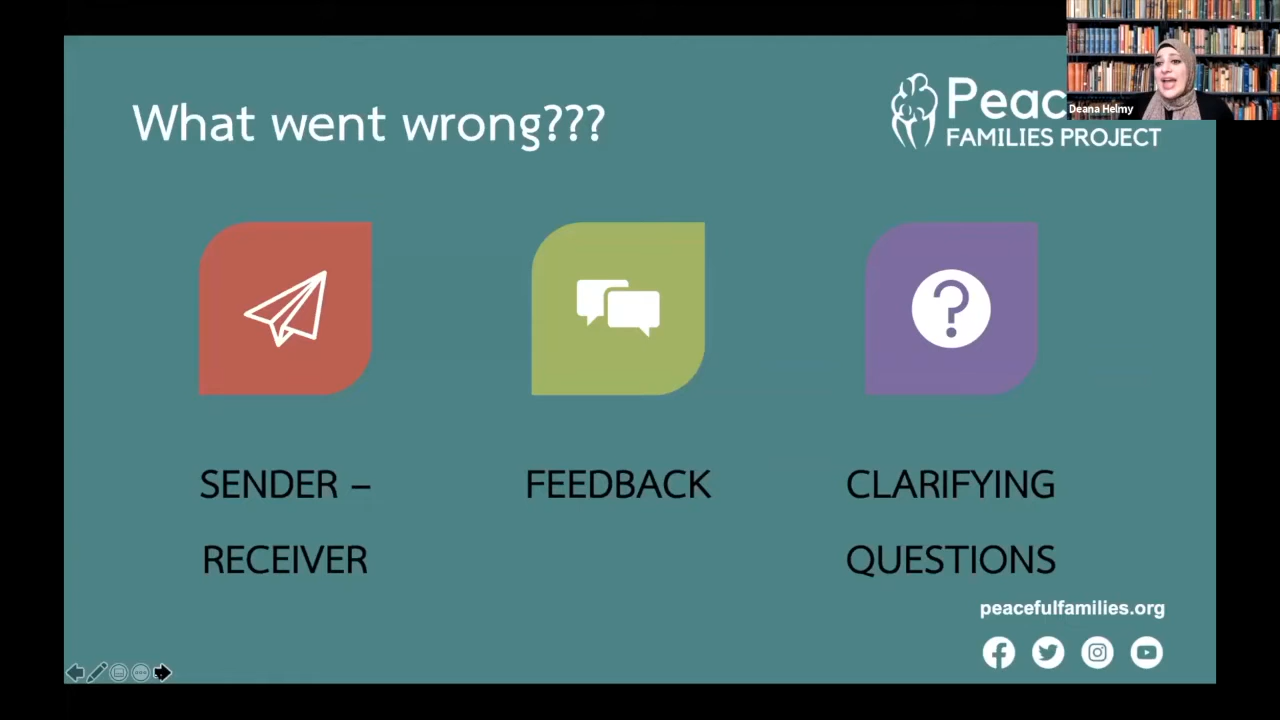 What went wrong???
Peac
FAMILIES PROJECT
Deana Helmy
SENDER –
RECEIVER
FEEDBACK
CLARIFYING
QUESTIONS
peacefulfamilies.org